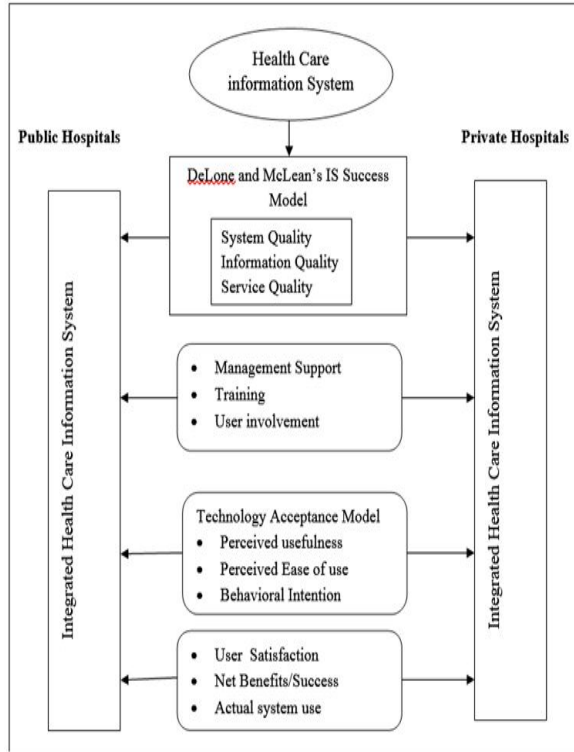 Health Care
information System
Public Hospitals
Private Hospitals
DeLone and McLean's IS Success
Model
System Quality
Information Quality
Service Quality
Integrated Health Care Information System
Integrated Health Care Information System
• Management Support
• Training
• User involvement
Technology Acceptance Model
• Perceived usefulness
• Perceived Ease of use
• Behavioral Intention
• User Satisfaction
• Net Benefits/Success
• Actual system use